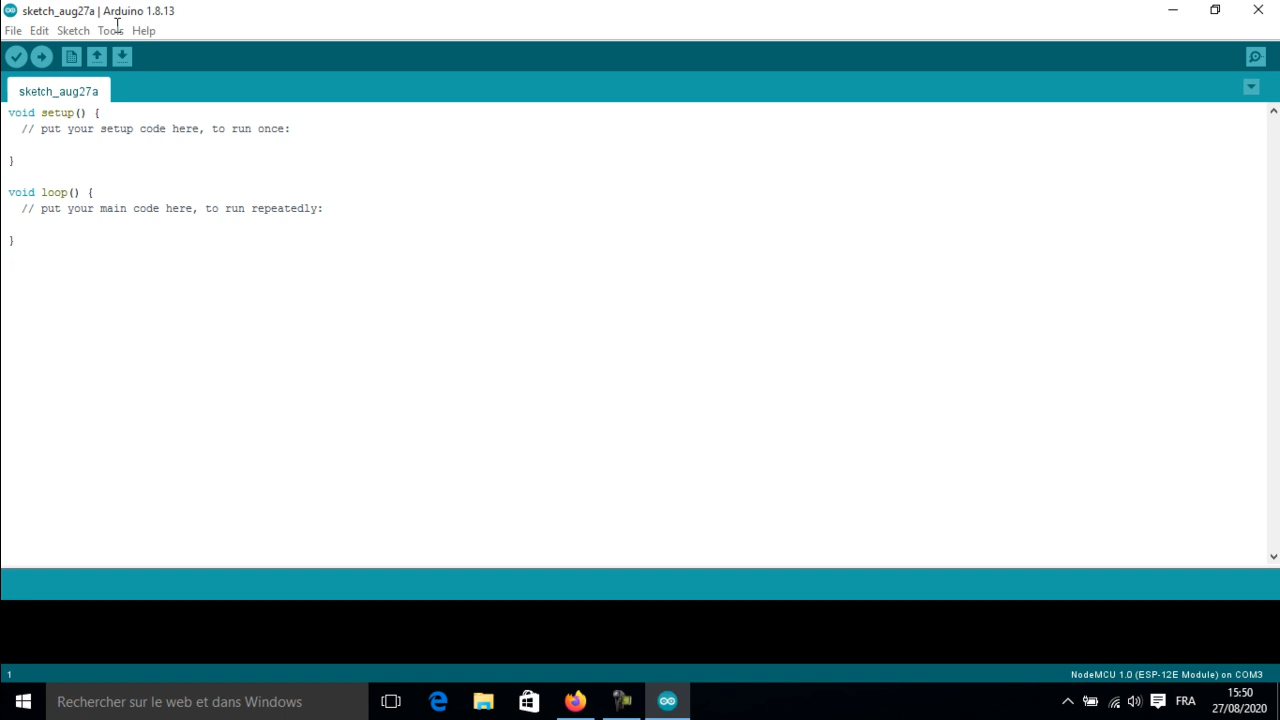 sketch_aug27a | Arduino 1.8.13
File Edit Sketch Tools Help
sketch_aug27a
void setup() {
// put your setup code here, to run once:
}
void loop() {
// put your main code here, to run repeatedly:
}
1 NodeMCU 1.0 (ESP-12E Module) on COM3
Rechercher sur le web et dans Windows
FRA
15:50
27/08/2020